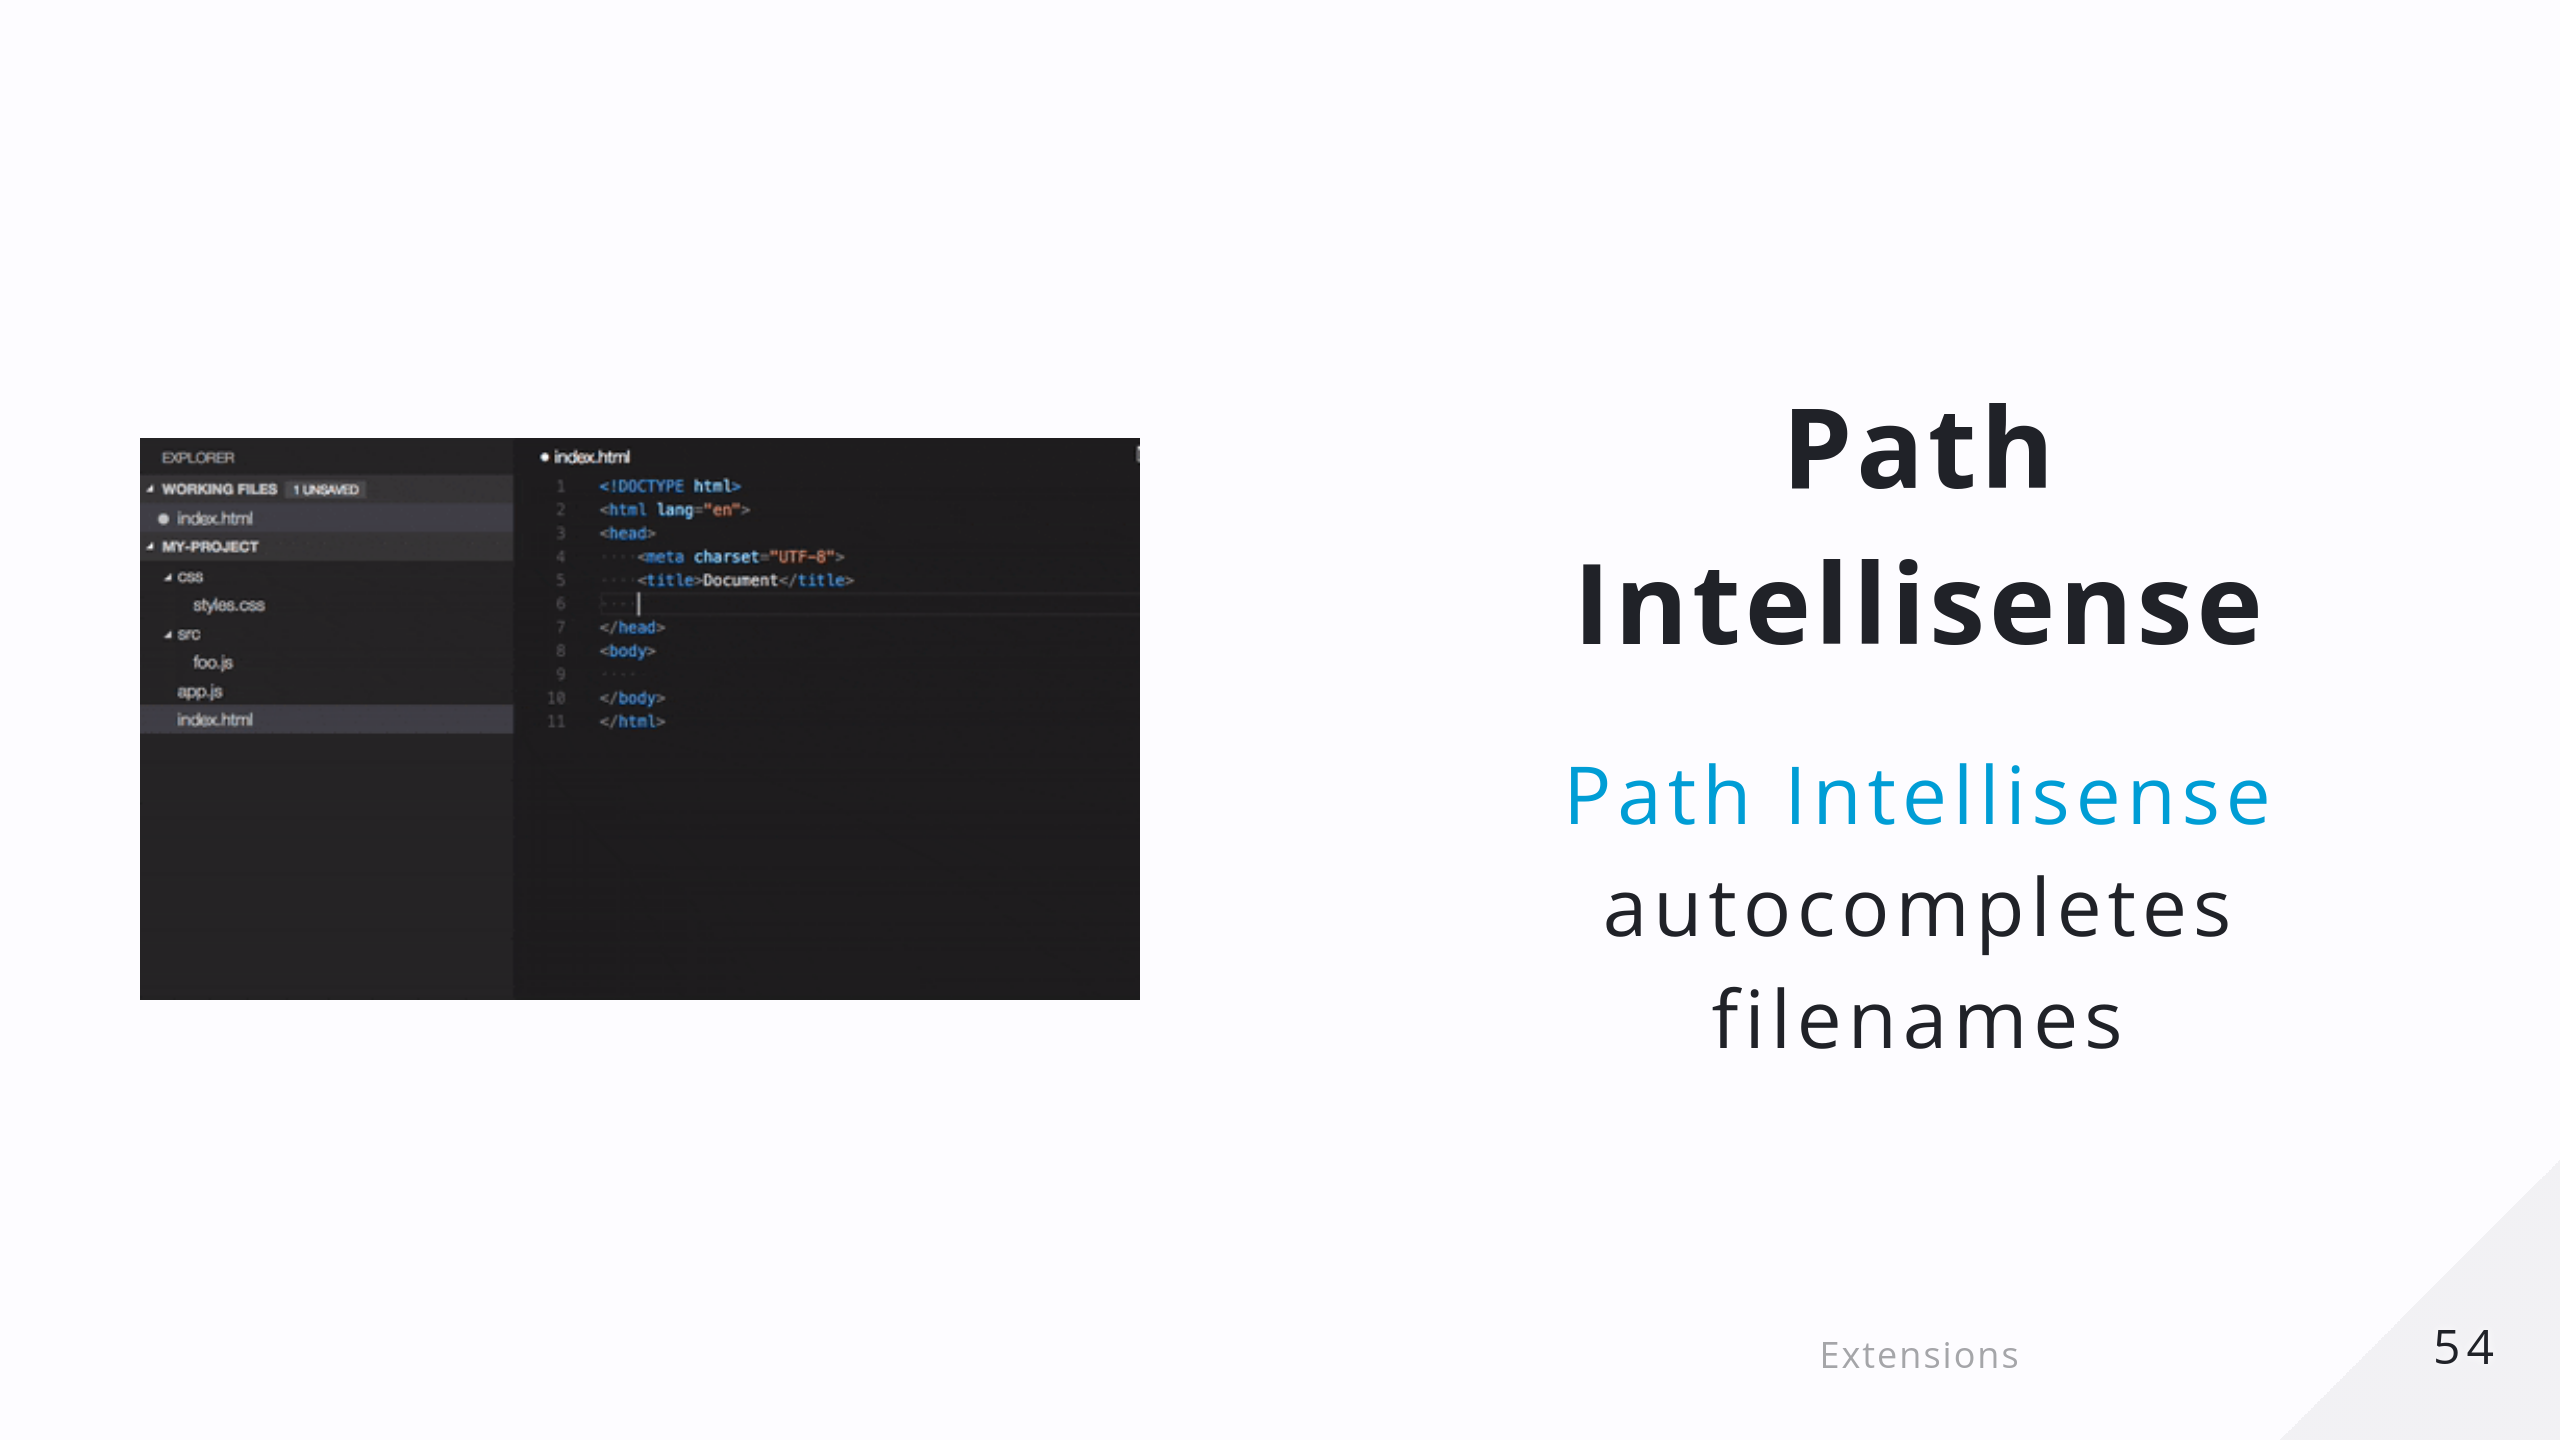 EXPLORER
WORKING FILES 1 UNSAVED
index.html
MY-PROJECT
css
styles.css
src
foo.js
app.js
index.html
index.html
1 <!DOCTYPE html>
2 <html lang="en">
3 <head>
4 ····<meta charset="UTF-8">
5 ····<title>Document</title>
6 ····
7 </head>
8 <body>
9 ····
10 </body>
11 </html>
Path
Intellisense
Path Intellisense
autocompletes
filenames
Extensions
54